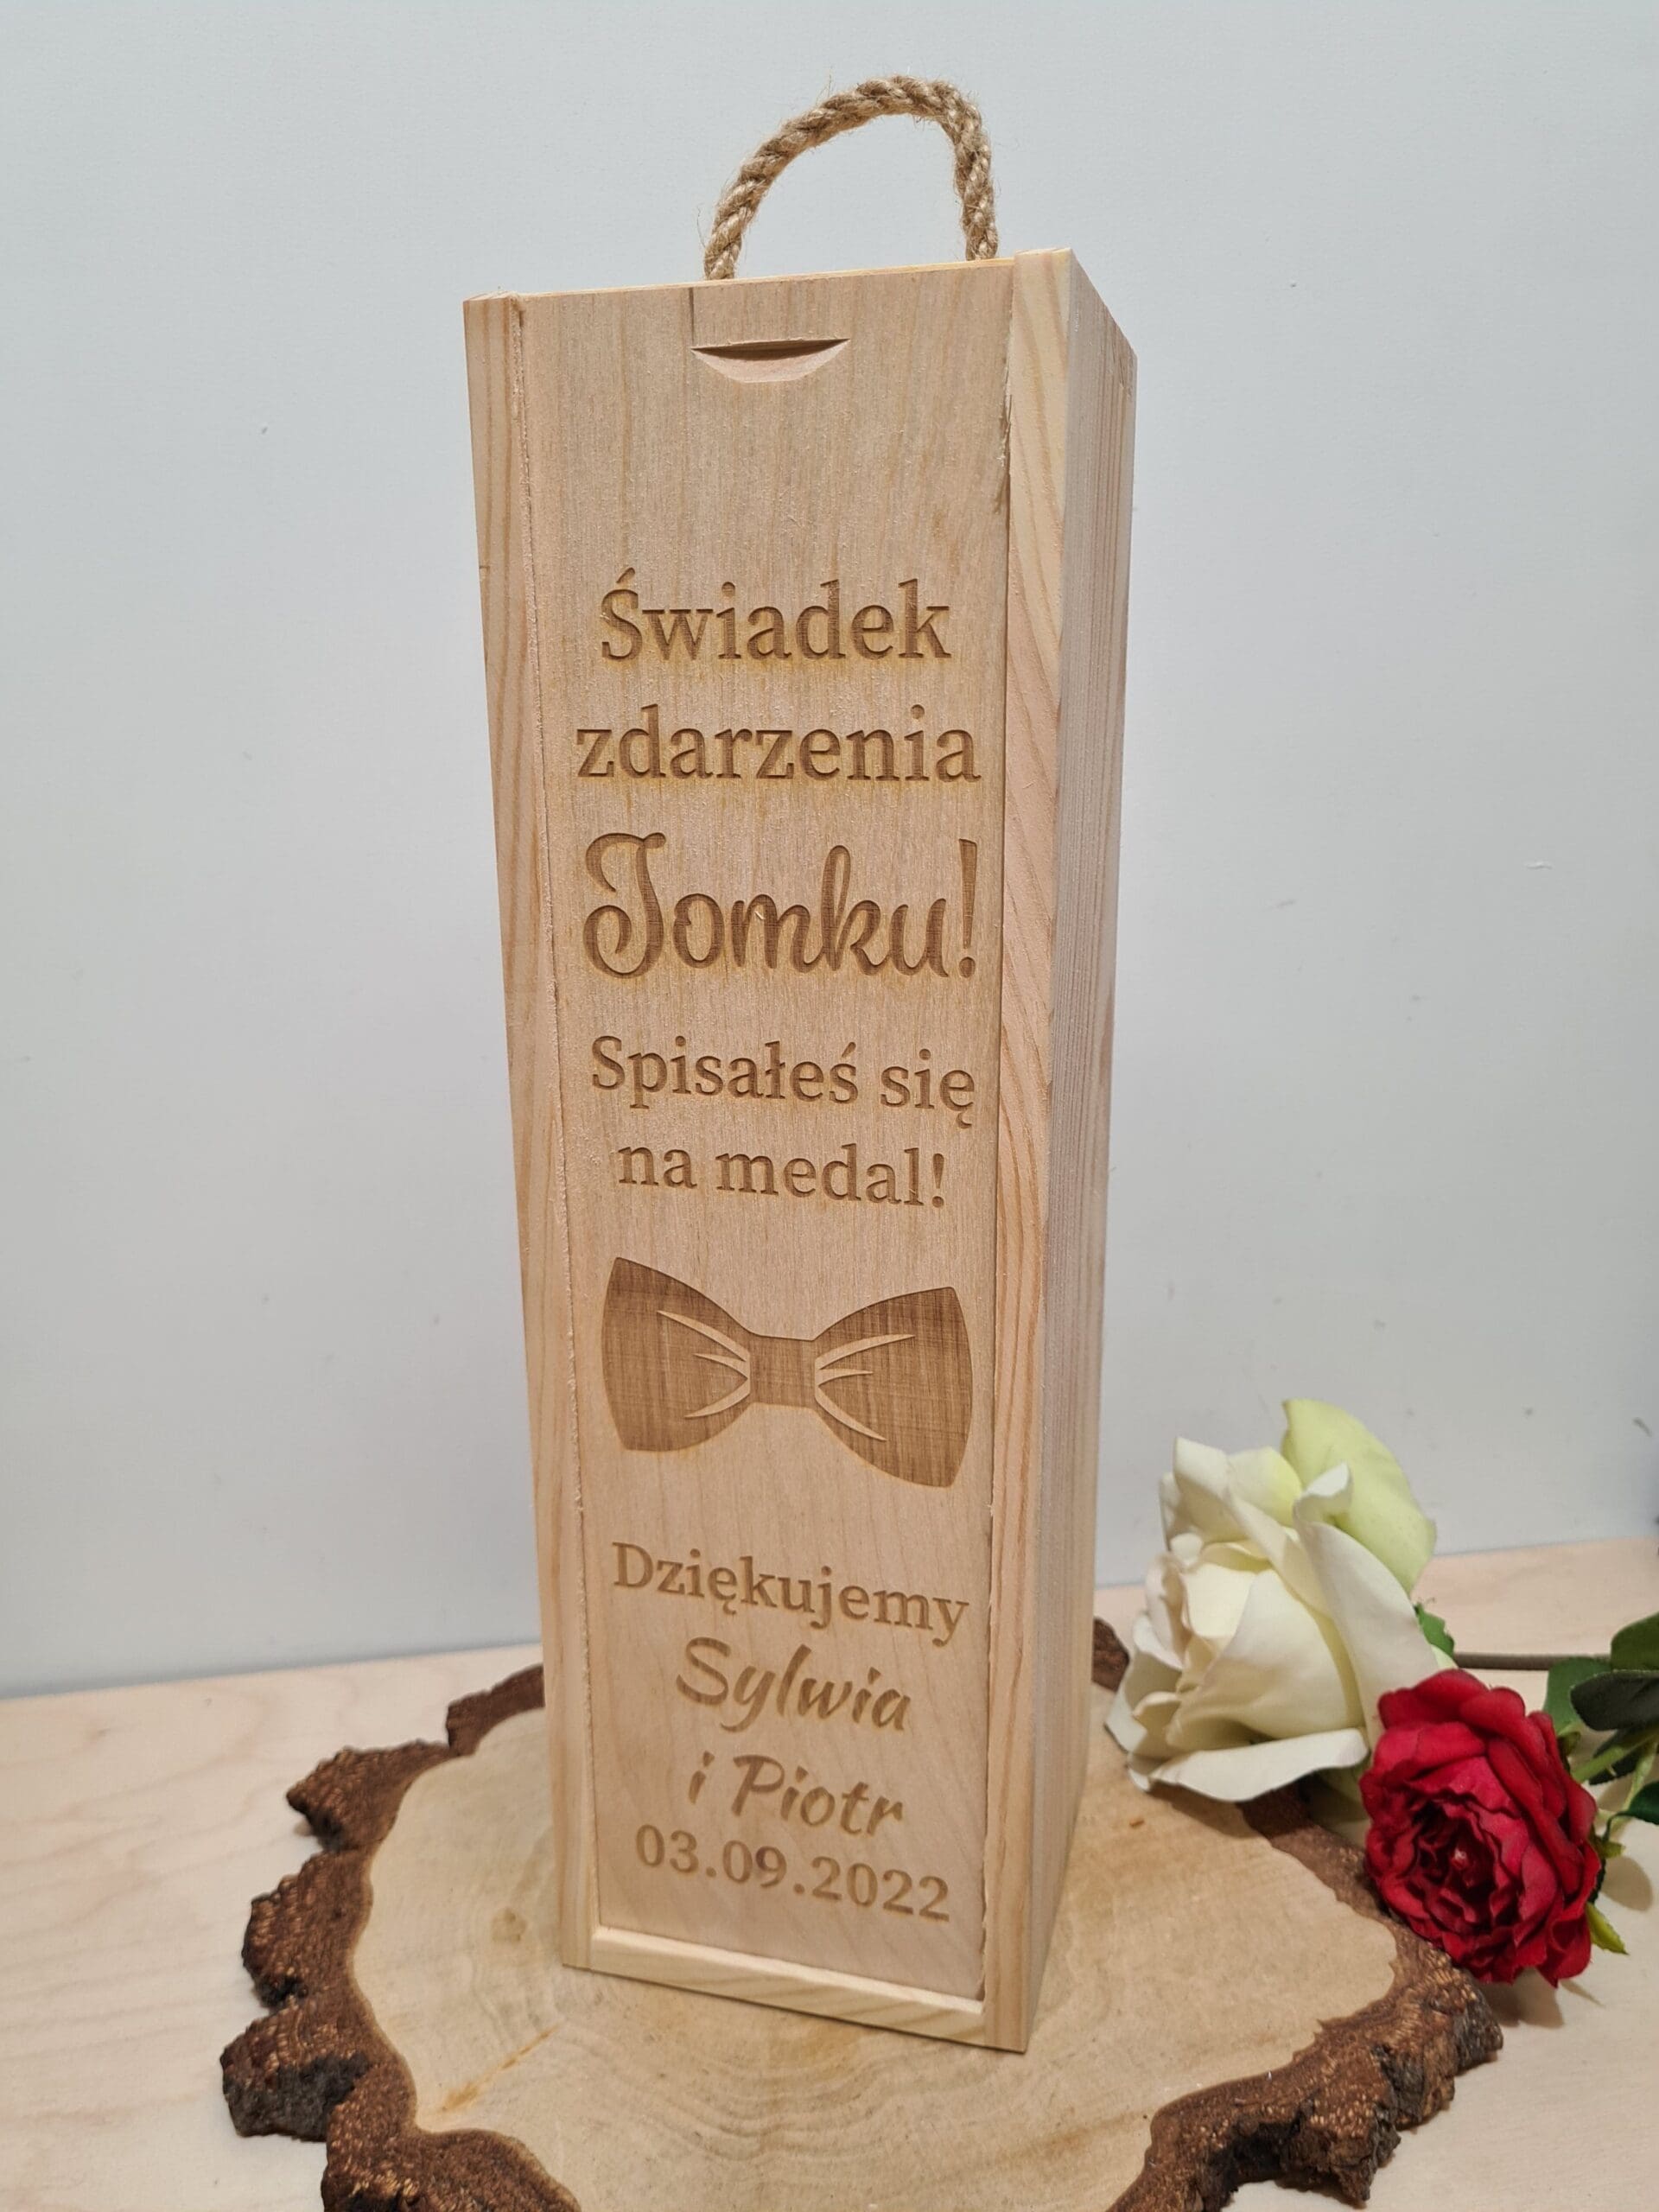 Świadek
zdarzenia
Tomku!
Spisałeś się
na medal!
Dziękujemy
Sylwia
i Piotr
03.09.2022